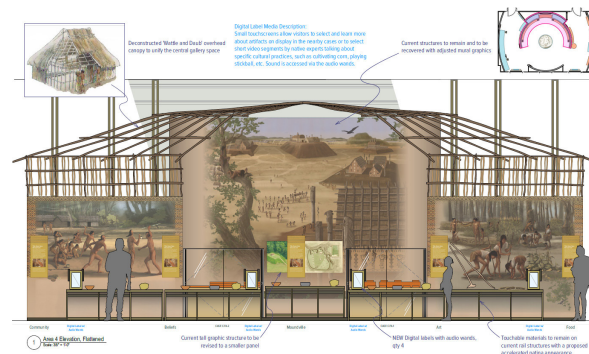 Deconstructed 'Wattle and Daub' overhead
canopy to unify the central gallery space
Digital Label Media Description:
Small touchscreens allow visitors to select and learn more
about artifacts on display in the nearby cases or to select
short video segments by native experts talking about
specific cultural practices, such as cultivating corn, playing
stickball, etc. Sound is accessed via the audio wands.
Current structures to remain and to be
recovered with adjusted mural graphics
Community
Beliefs
Moundville
Art
Food
1
Area 4 Elevation, Flattened
Current tall graphic structure to be
revised to a smaller panel
NEW Digital labels with audio wands,
qty 4
Touchable materials to remain on
current rail structures with a proposed